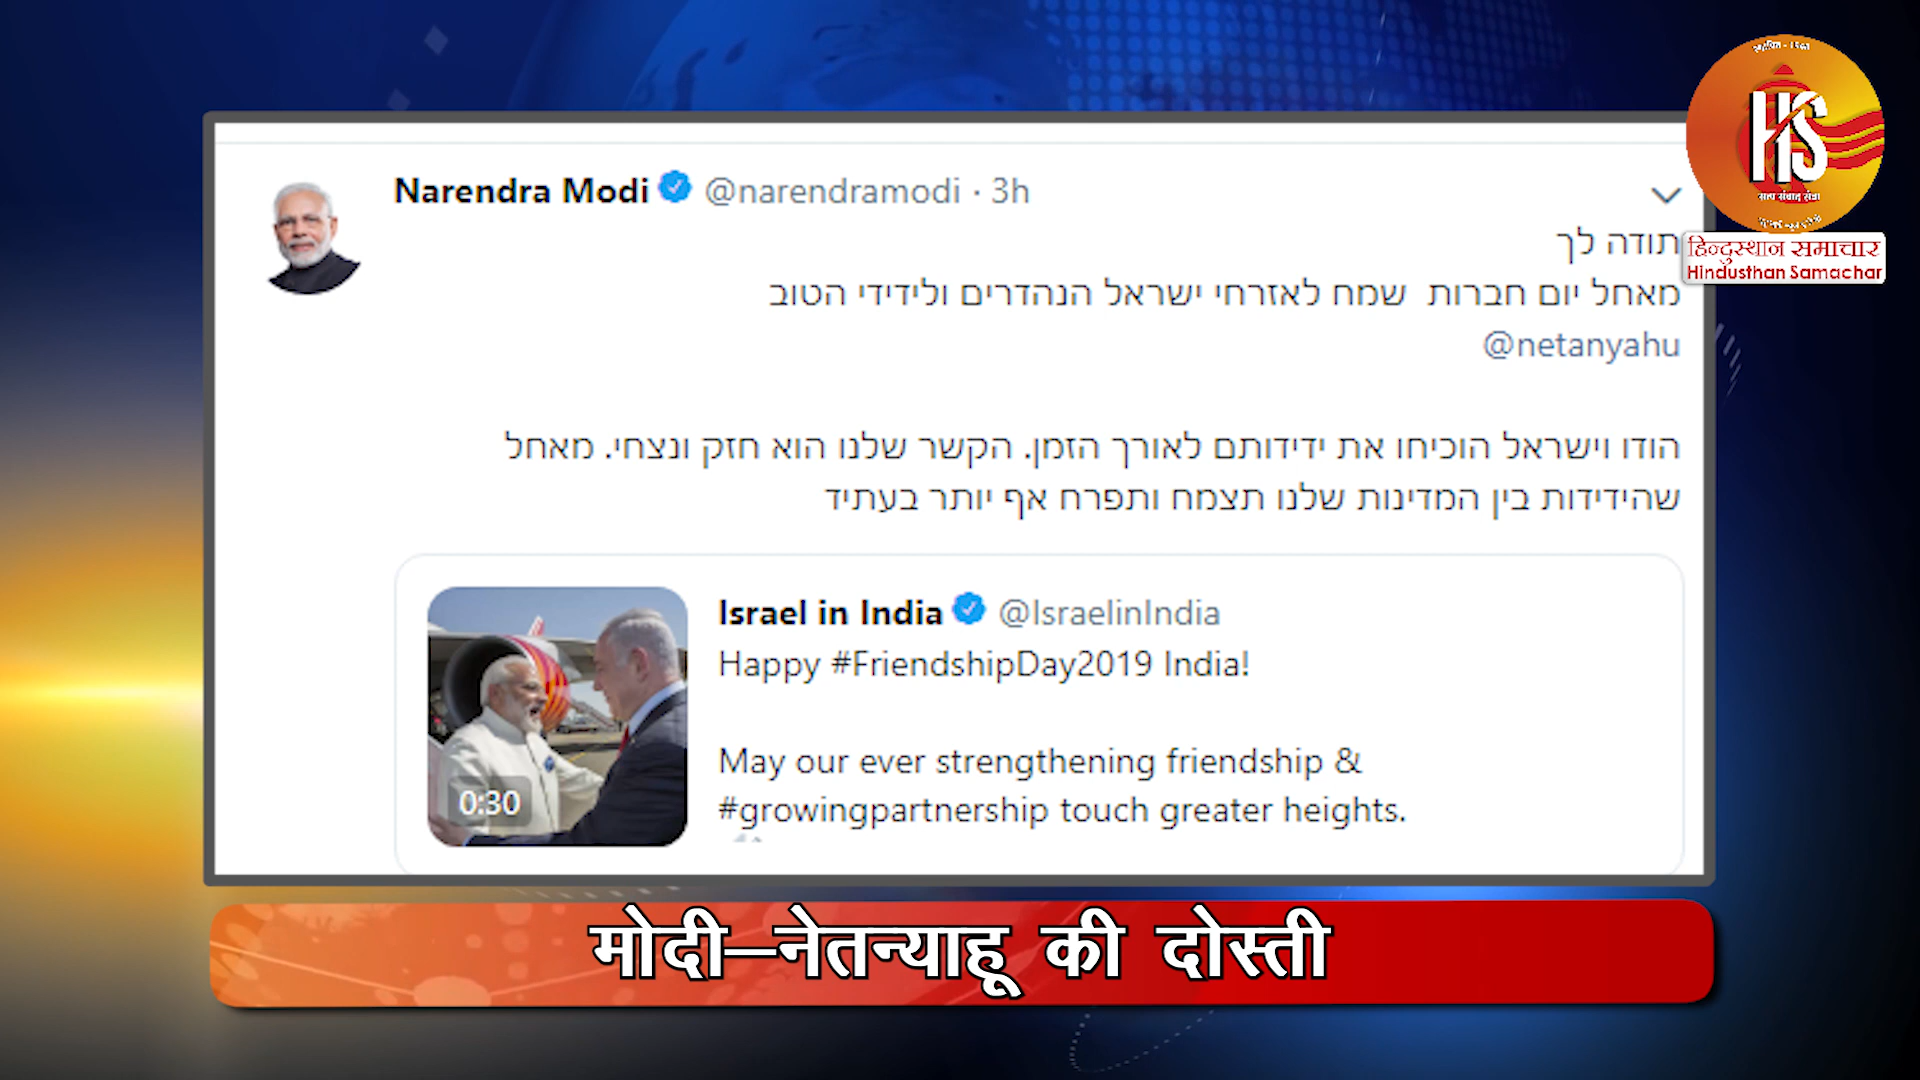 Narendra Modi @narendramodi · 3h
תודה לך
מאחל יום חברות שמח לאזרחי ישראל הנהדרים ולידידי הטוב
@netanyahu
הודו וישראל הוכיחו את ידידותם לאורך הזמן. הקשר שלנו הוא חזק ונצחי. מאחל
שהידידות בין המדינות שלנו תצמח ותפרח אף יותר בעתיד
Israel in India @IsraelinIndia
Happy #FriendshipDay2019 India!
May our ever strengthening friendship &
#growingpartnership touch greater heights.
0:30
HS
हिन्दुस्थान समाचार
Hindusthan Samachar
मोदी–नेतन्याहू की दोस्ती